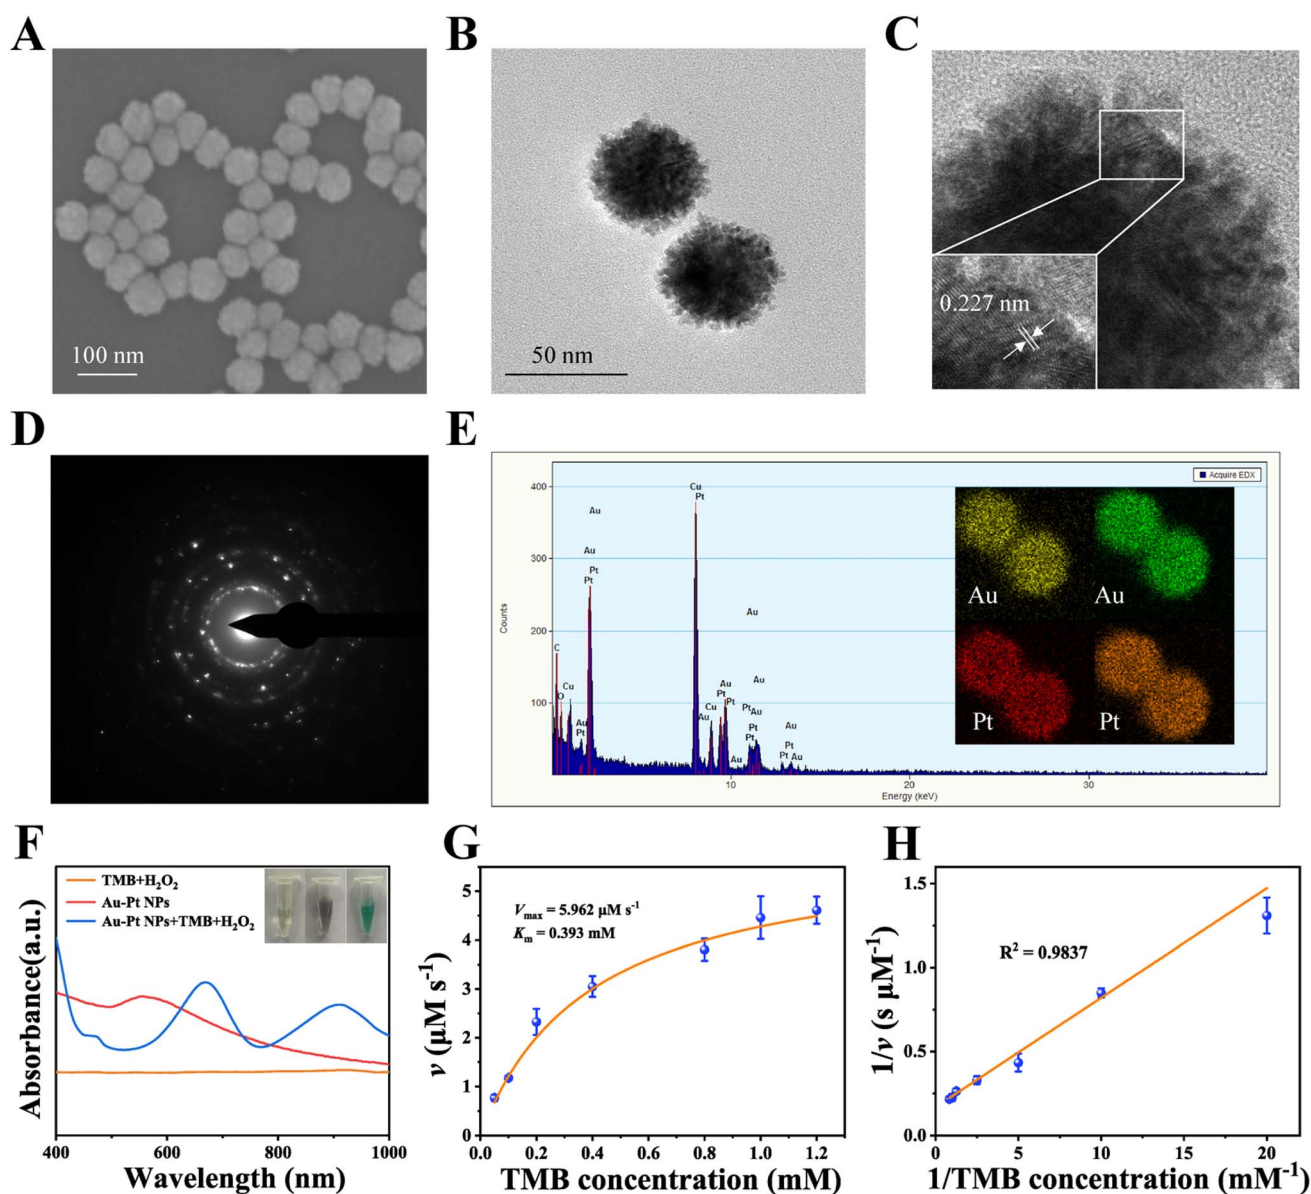 A
100 nm
B
50 nm
C
0.227 nm
D
E
Acquire EDX
Counts
400
300
200
100
C
O
Cu
Au
Pt
Au
Au
Pt
Pt
Cu
Pt
Au
Cu
Pt
Au
Pt
Au
Au
Au
Pt
Au
Pt
Pt
Au
Pt
Pt
Au
10
20
30
Energy (keV)
Au
Au
Pt
Pt
F
TMB+H₂O₂
Au-Pt NPs
Au-Pt NPs+TMB+H₂O₂
Absorbance(a.u.)
400
600
800
1000
Wavelength (nm)
G
Vmax = 5.962 μM s⁻¹
Km = 0.393 mM
v (μM s⁻¹)
5
4
3
2
1
0
0.0
0.2
0.4
0.6
0.8
1.0
1.2
TMB concentration (mM)
H
R² = 0.9837
1/v (s μM⁻¹)
1.5
1.0
0.5
0.0
0
5
10
15
20
1/TMB concentration (mM⁻¹)